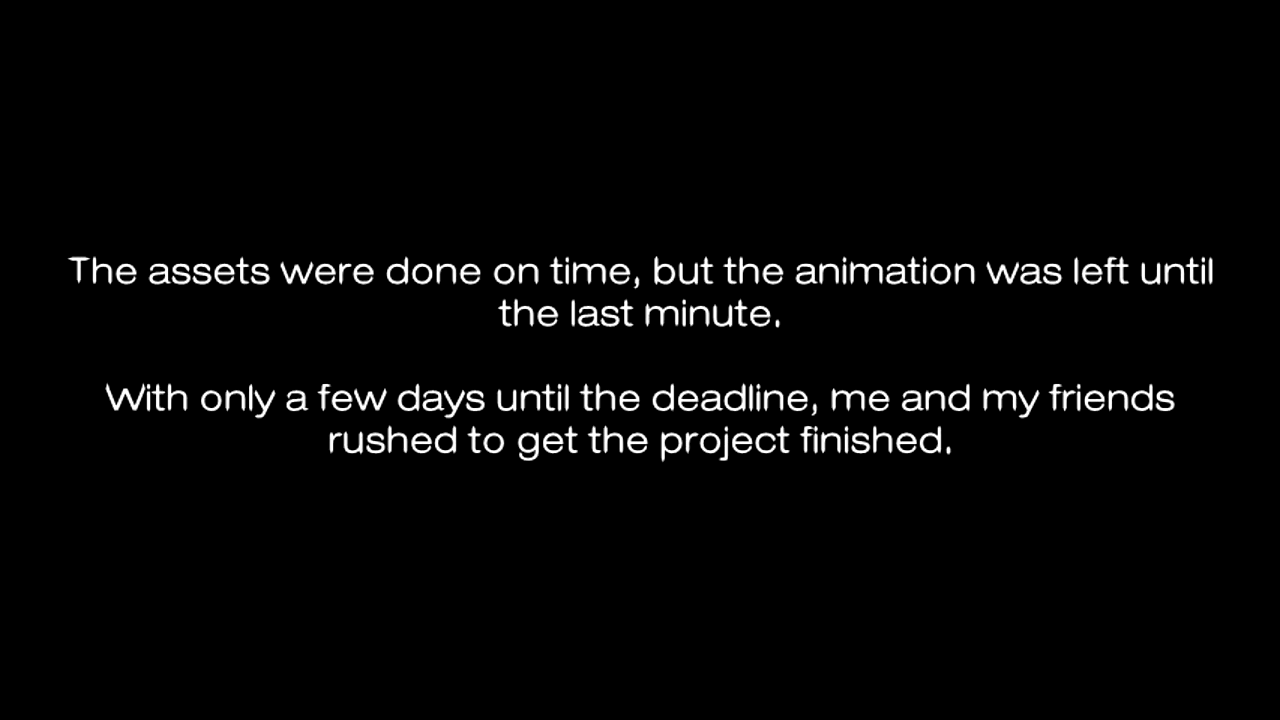 The assets were done on time, but the animation was left until
the last minute.
With only a few days until the deadline, me and my friends
rushed to get the project finished.